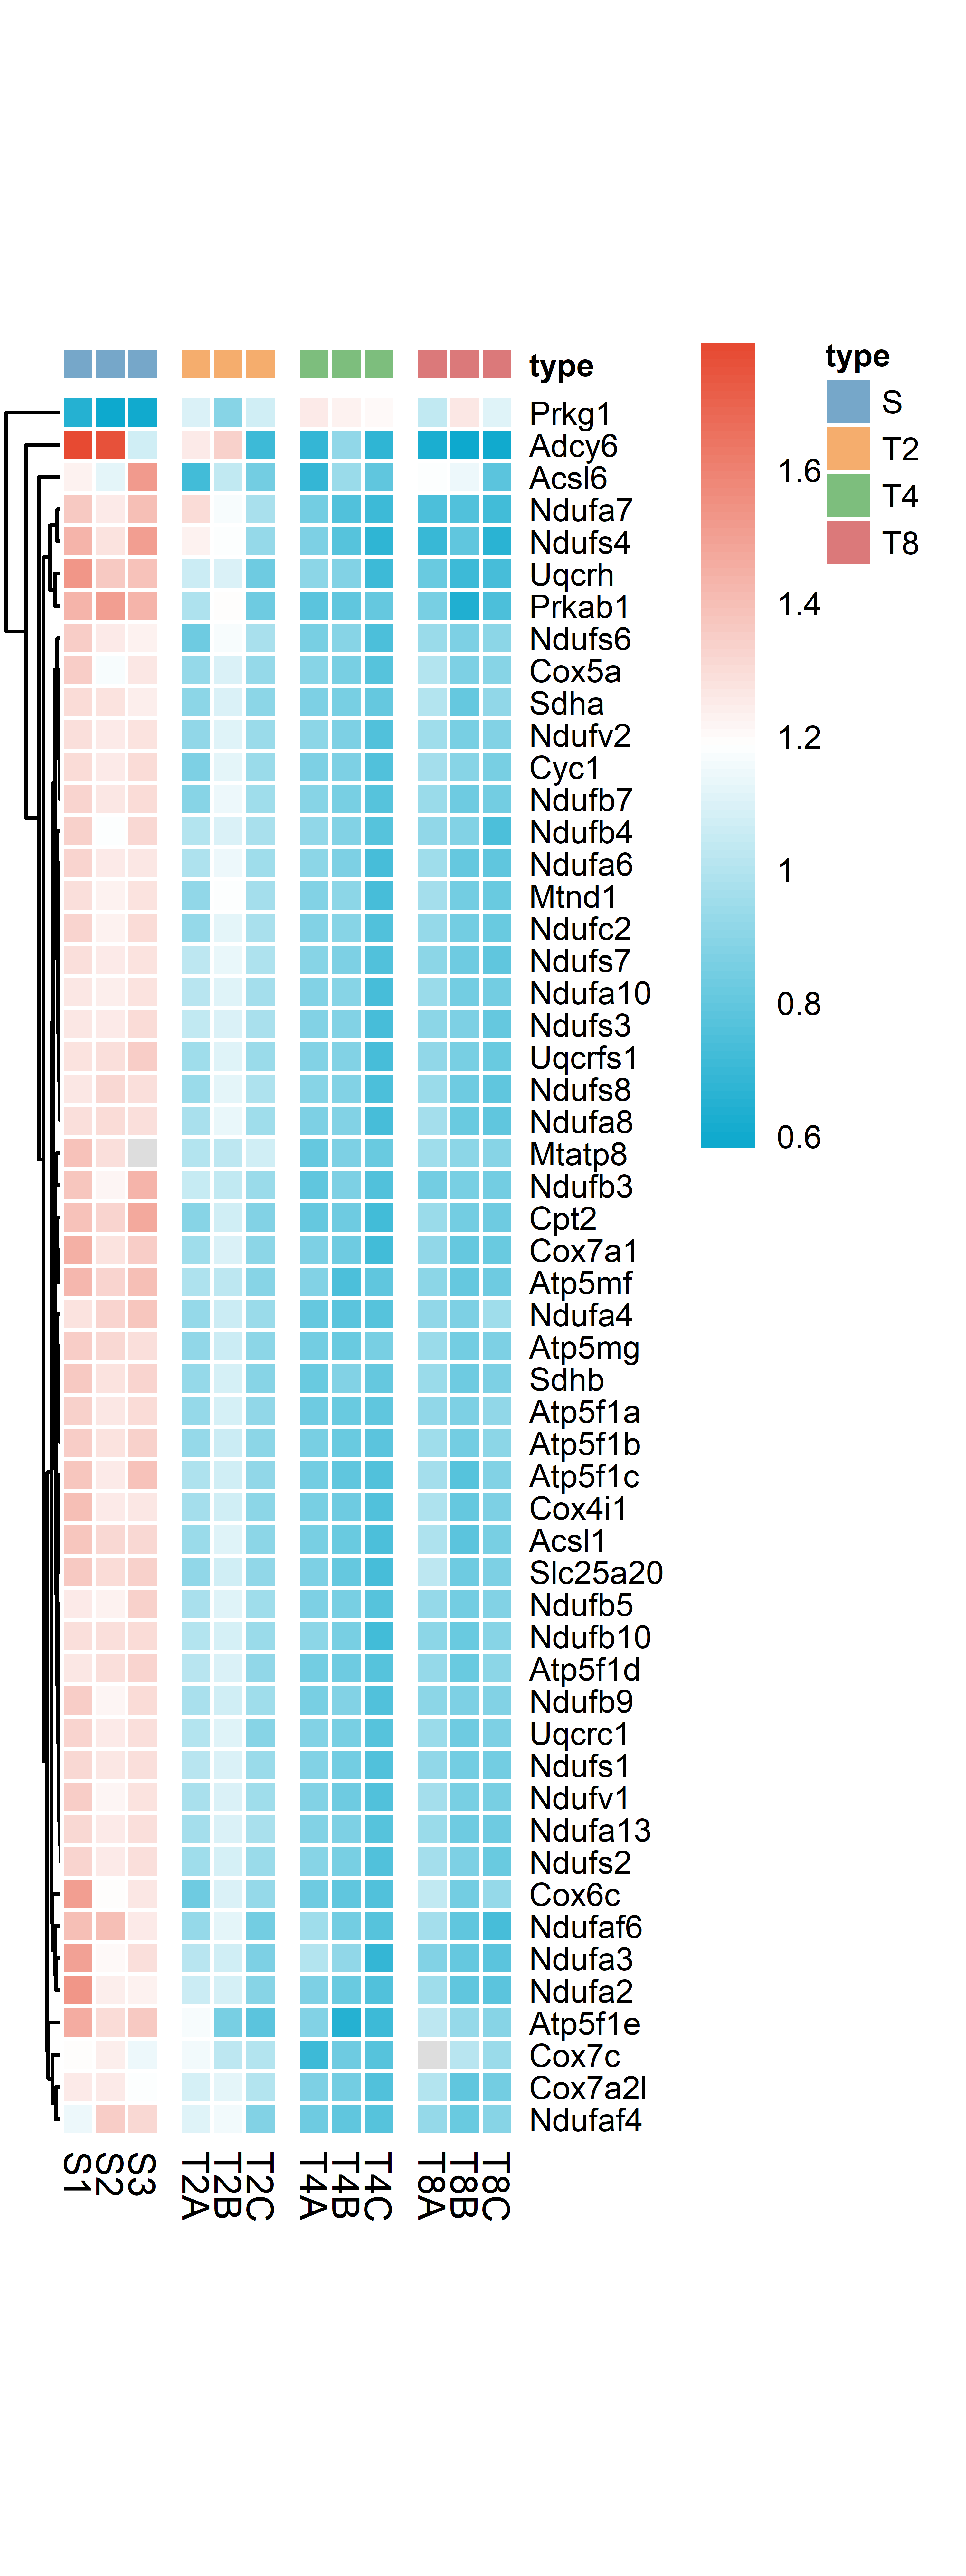 type
Prkg1
Adcy6
Acsl6
Ndufa7
Ndufs4
Uqcrh
Prkab1
Ndufs6
Cox5a
Sdha
Ndufv2
Cyc1
Ndufb7
Ndufb4
Ndufa6
Mtnd1
Ndufc2
Ndufs7
Ndufa10
Ndufs3
Uqcrfs1
Ndufs8
Ndufa8
Mtatp8
Ndufb3
Cpt2
Cox7a1
Atp5mf
Ndufa4
Atp5mg
Sdhb
Atp5f1a
Atp5f1b
Atp5f1c
Cox4i1
Acsl1
Slc25a20
Ndufb5
Ndufb10
Atp5f1d
Ndufb9
Uqcrc1
Ndufs1
Ndufv1
Ndufa13
Ndufs2
Cox6c
Ndufaf6
Ndufa3
Ndufa2
Atp5f1e
Cox7c
Cox7a2l
Ndufaf4
S1
S2
S3
T2A
T2B
T2C
T4A
T4B
T4C
T8A
T8B
T8C
1.6
1.4
1.2
1
0.8
0.6
type
S
T2
T4
T8